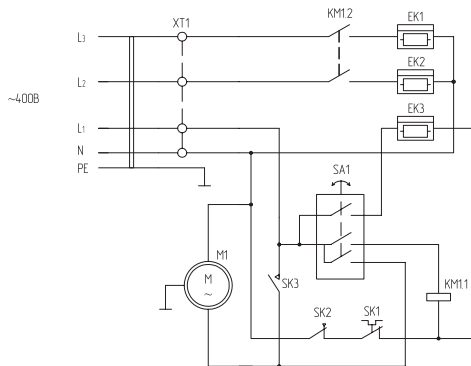 XT1
KM1.2
EK1
L3
EK2
L2
~400В
EK3
L1
N
PE
SA1
M1
M
~
SK3
KM1.1
SK2
SK1